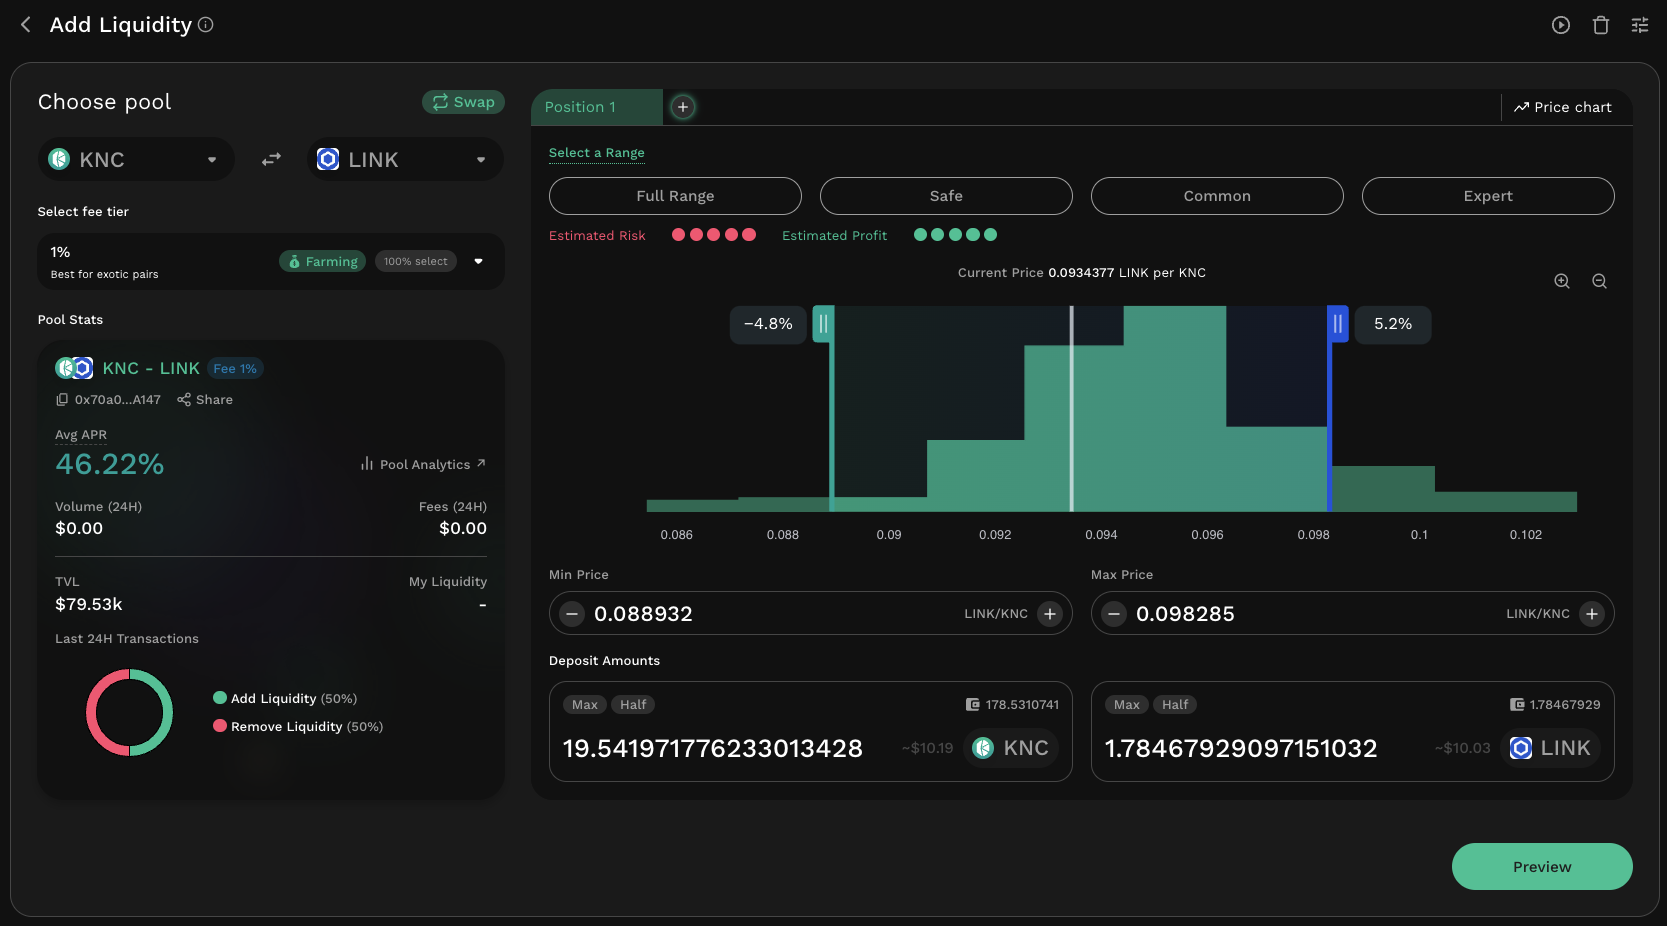 Add Liquidity
Choose pool
Swap
KNC
LINK
Select fee tier
1%
Best for exotic pairs
Farming
100% select
Pool Stats
KNC - LINK
Fee 1%
0x70a0...A147
Share
Avg APR
46.22%
Pool Analytics
Volume (24H)
Fees (24H)
$0.00
$0.00
TVL
My Liquidity
$79.53k
-
Last 24H Transactions
Add Liquidity (50%)
Remove Liquidity (50%)
Position 1
Price chart
Select a Range
Full Range
Safe
Common
Expert
Estimated Risk
Estimated Profit
Current Price 0.0934377 LINK per KNC
−4.8%
5.2%
0.086
0.088
0.09
0.092
0.094
0.096
0.098
0.1
0.102
Min Price
Max Price
0.088932
LINK/KNC
0.098285
LINK/KNC
Deposit Amounts
Max
Half
178.5310741
19.541971776233013428
~$10.19
KNC
Max
Half
1.78467929
1.78467929097151032
~$10.03
LINK
Preview